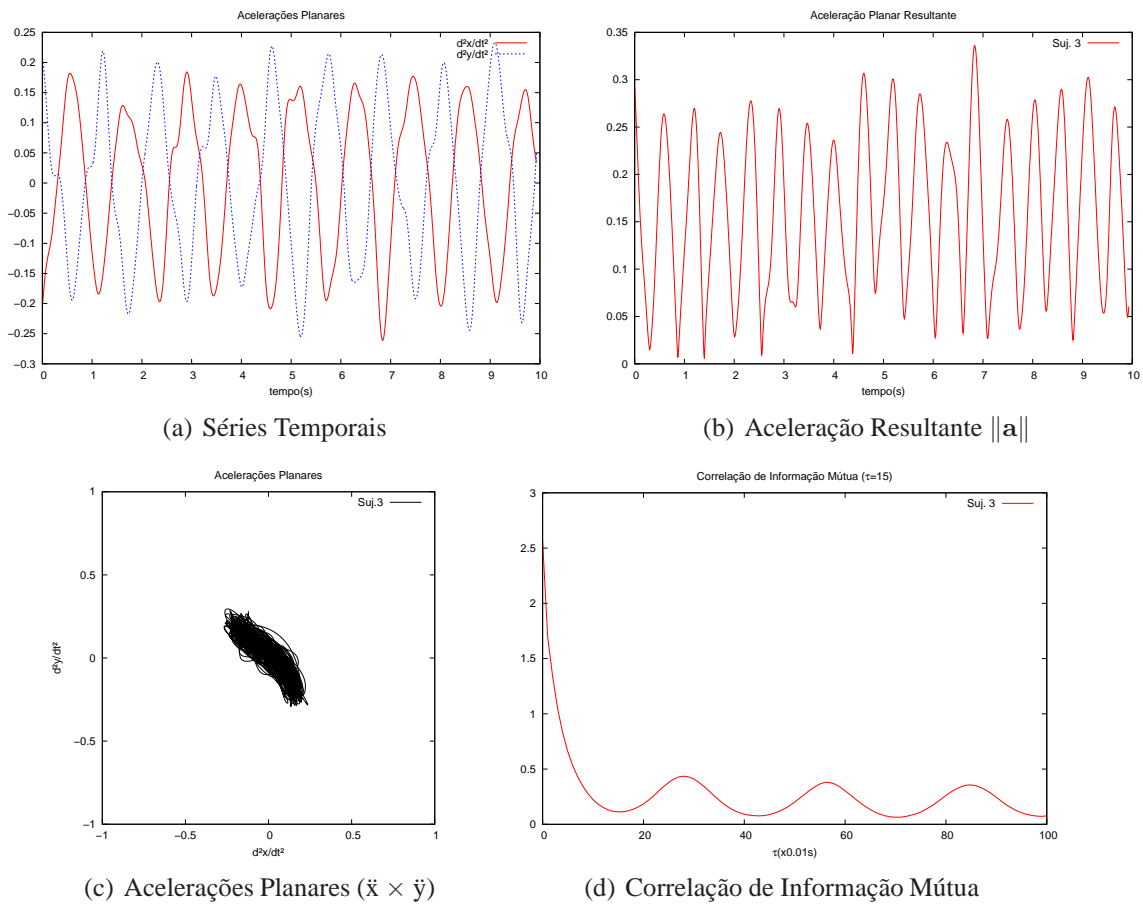 Acelerações Planares
d²x/dt²
d²y/dt²
0.25
0.2
0.15
0.1
0.05
0
−0.05
−0.1
−0.15
−0.2
−0.25
−0.3
0 1 2 3 4 5 6 7 8 9 10
tempo(s)
(a) Séries Temporais
Aceleração Planar Resultante
Suj. 3
0.35
0.3
0.25
0.2
0.15
0.1
0.05
0
0 1 2 3 4 5 6 7 8 9 10
tempo(s)
(b) Aceleração Resultante ‖a‖
Acelerações Planares
Suj.3
1
0.5
0
−0.5
−1
d²y/dt²
−1 −0.5 0 0.5 1
d²x/dt²
(c) Acelerações Planares (ẍ × ÿ)
Correlação de Informação Mútua (τ=15)
Suj. 3
3
2.5
2
1.5
1
0.5
0
0 20 40 60 80 100
τ(x0.01s)
(d) Correlação de Informação Mútua